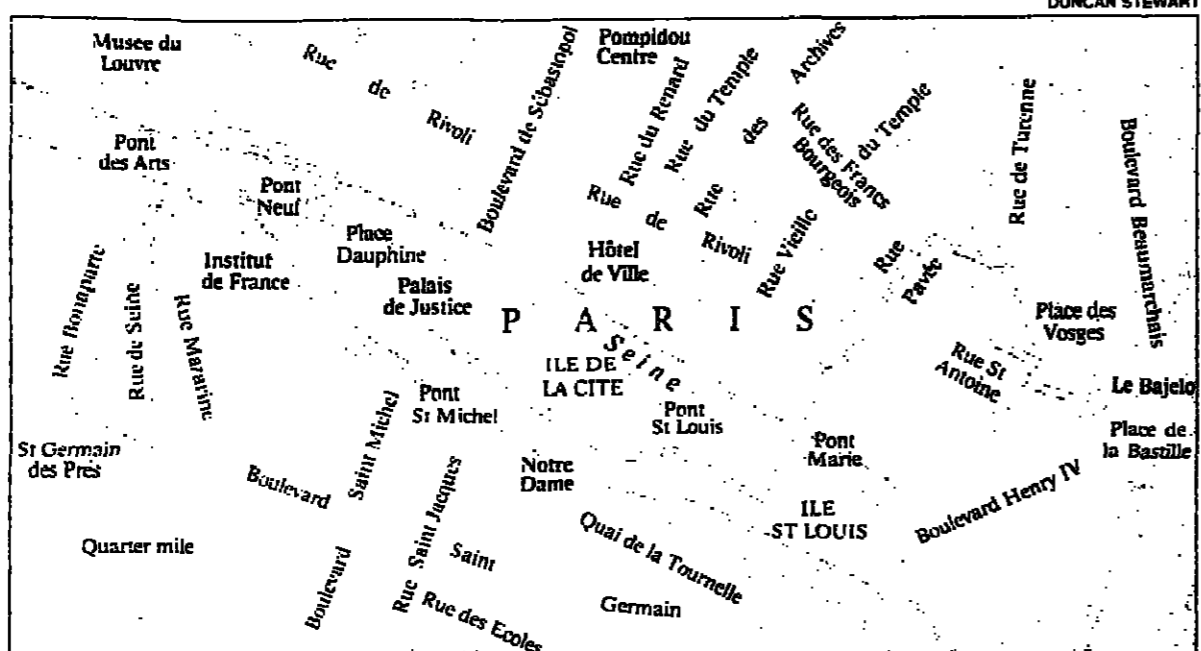 DUNCAN STEWART
Musee du
Louvre
Rue
de
Rivoli
Boulevard de Sébastopol
Pompidou
Centre
Rue du Renard
Rue du Temple
Rue
des
Archives
Rue des Francs
Bourgeois
Rue Vieille
du Temple
Rue de Turenne
Boulevard Beaumarchais
Pont
des Arts
Pont
Neuf
Place
Dauphine
Rue
de
Rivoli
Hôtel
de Ville
Rue
Pavée
Institut
de France
Palais
de Justice
PARIS
Place des
Vosges
Rue Bonaparte
Rue de Seine
Rue Mazarine
Seine
ILE DE
LA CITE
Rue St
Antoine
Le Bajelo
Pont
St Michel
Pont
St Louis
Pont
Marie
Place de
la Bastille
St Germain
des Pres
Boulevard
Saint Michel
Notre
Dame
Boulevard Henry IV
ILE
ST LOUIS
Quai de la Tournelle
Quarter mile
Boulevard
Rue Saint Jacques
Saint
Germain
Rue des Ecoles